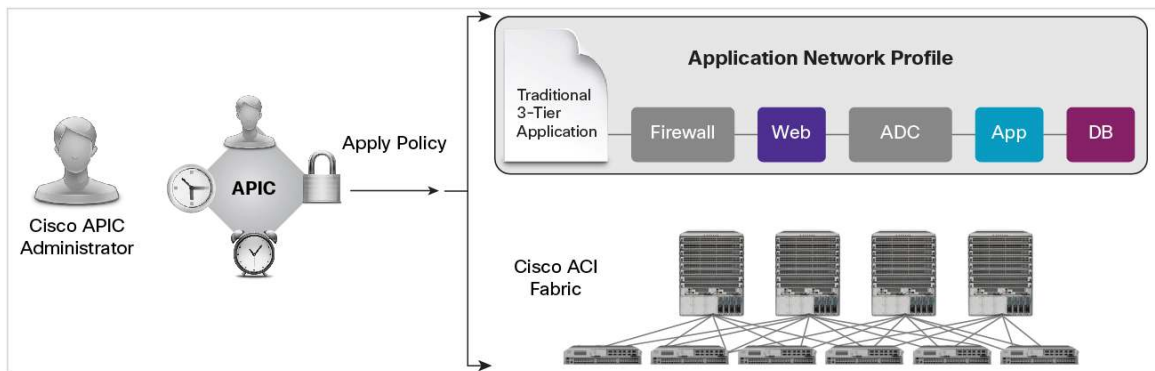 Application Network Profile
Traditional
3-Tier
Application
Firewall
Web
ADC
App
DB
Apply Policy
APIC
Cisco APIC
Administrator
Cisco ACI
Fabric